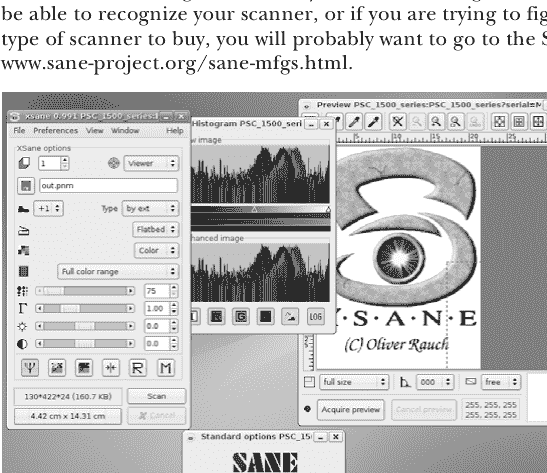 be able to recognize your scanner, or if you are trying to fig
type of scanner to buy, you will probably want to go to the S
www.sane-project.org/sane-mfgs.html.
xsane 0.991 PSC_1500_series:
File Preferences View Window Help
XSane options
1
Viewer
out.pnm
+1
Type
by ext
Flatbed
Color
Full color range
75
1.00
0.0
0.0
R
M
130*422*24 (160.7 KB)
Scan
4.42 cm x 14.31 cm
Cancel
Histogram PSC_1500_seri
w image
hanced image
R
G
LOG
Preview PSC_1500_series:PSC_1500_series?serial=M
10
25
Y·S·A·N·E
(C) Oliver Rauch
full size
000
free
Acquire preview
Cancel preview
255, 255, 255
255, 255, 255
Standard options PSC_15
SANE